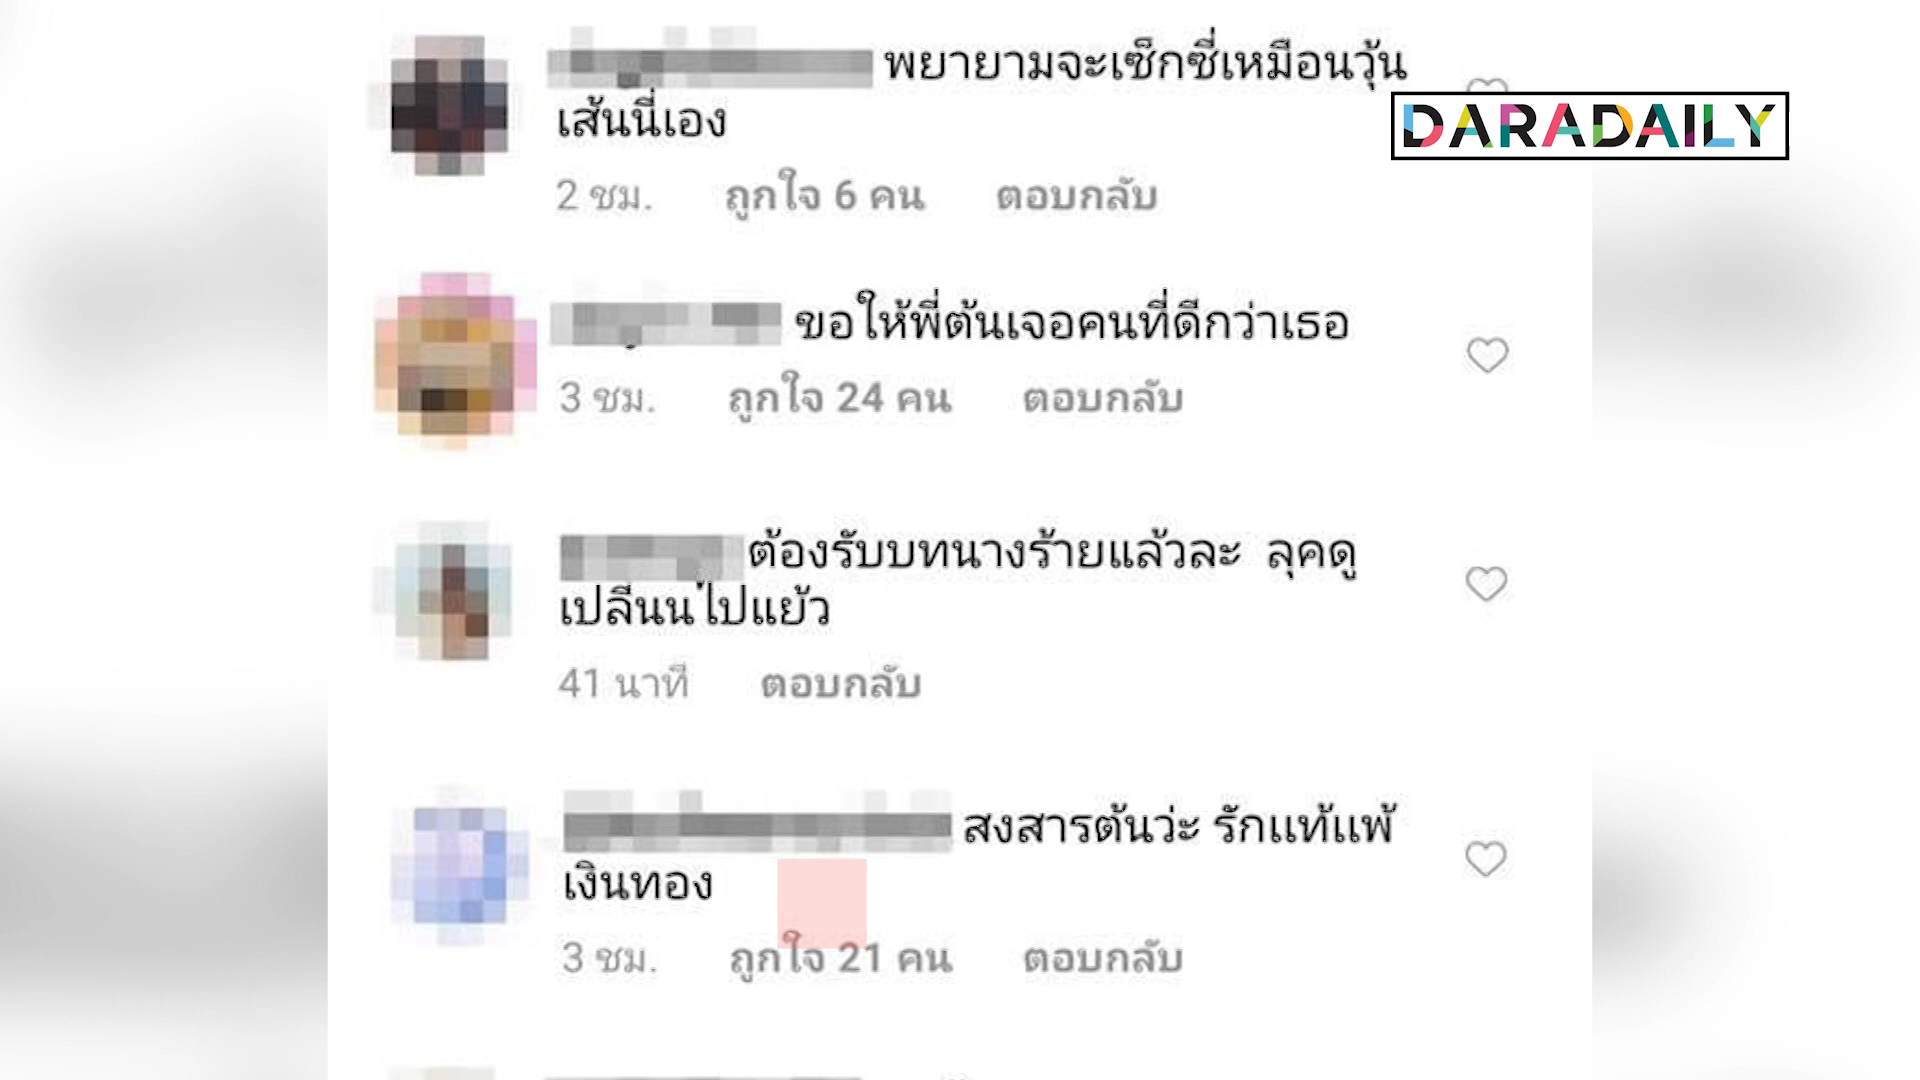 พยายามจะเซ็กซี่เหมือนวุ้น
เส้นนี่เอง
DARADAILY
2 ชม. ถูกใจ 6 คน ตอบกลับ
ขอให้พี่ต้นเจอคนที่ดีกว่าเธอ
3 ชม. ถูกใจ 24 คน ตอบกลับ
ต้องรับบทนางร้ายแล้วละ ลุคดู
เปลี่นนไปแย้ว
41 นาที ตอบกลับ
สงสารต้นว่ะ รักแท้แพ้
เงินทอง
3 ชม. ถูกใจ 21 คน ตอบกลับ